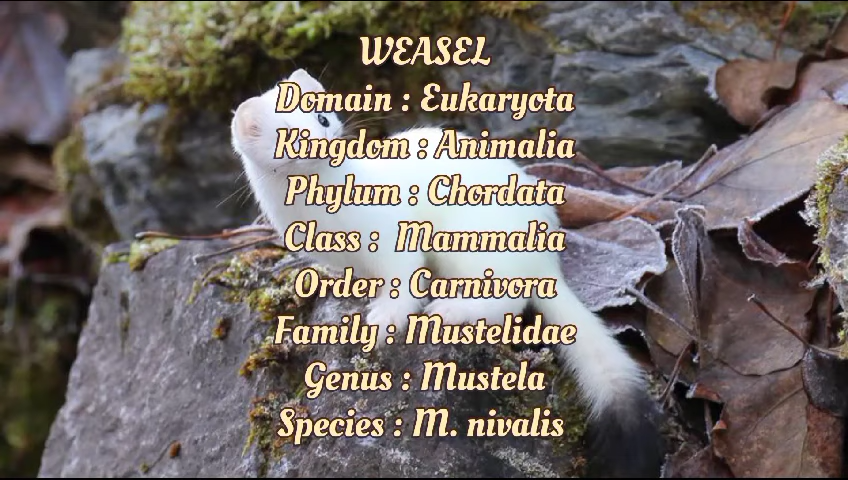 WEASEL
Domain : Eukaryota
Kingdom : Animalia
Phylum : Chordata
Class : Mammalia
Order : Carnivora
Family : Mustelidae
Genus : Mustela
Species : M. nivalis